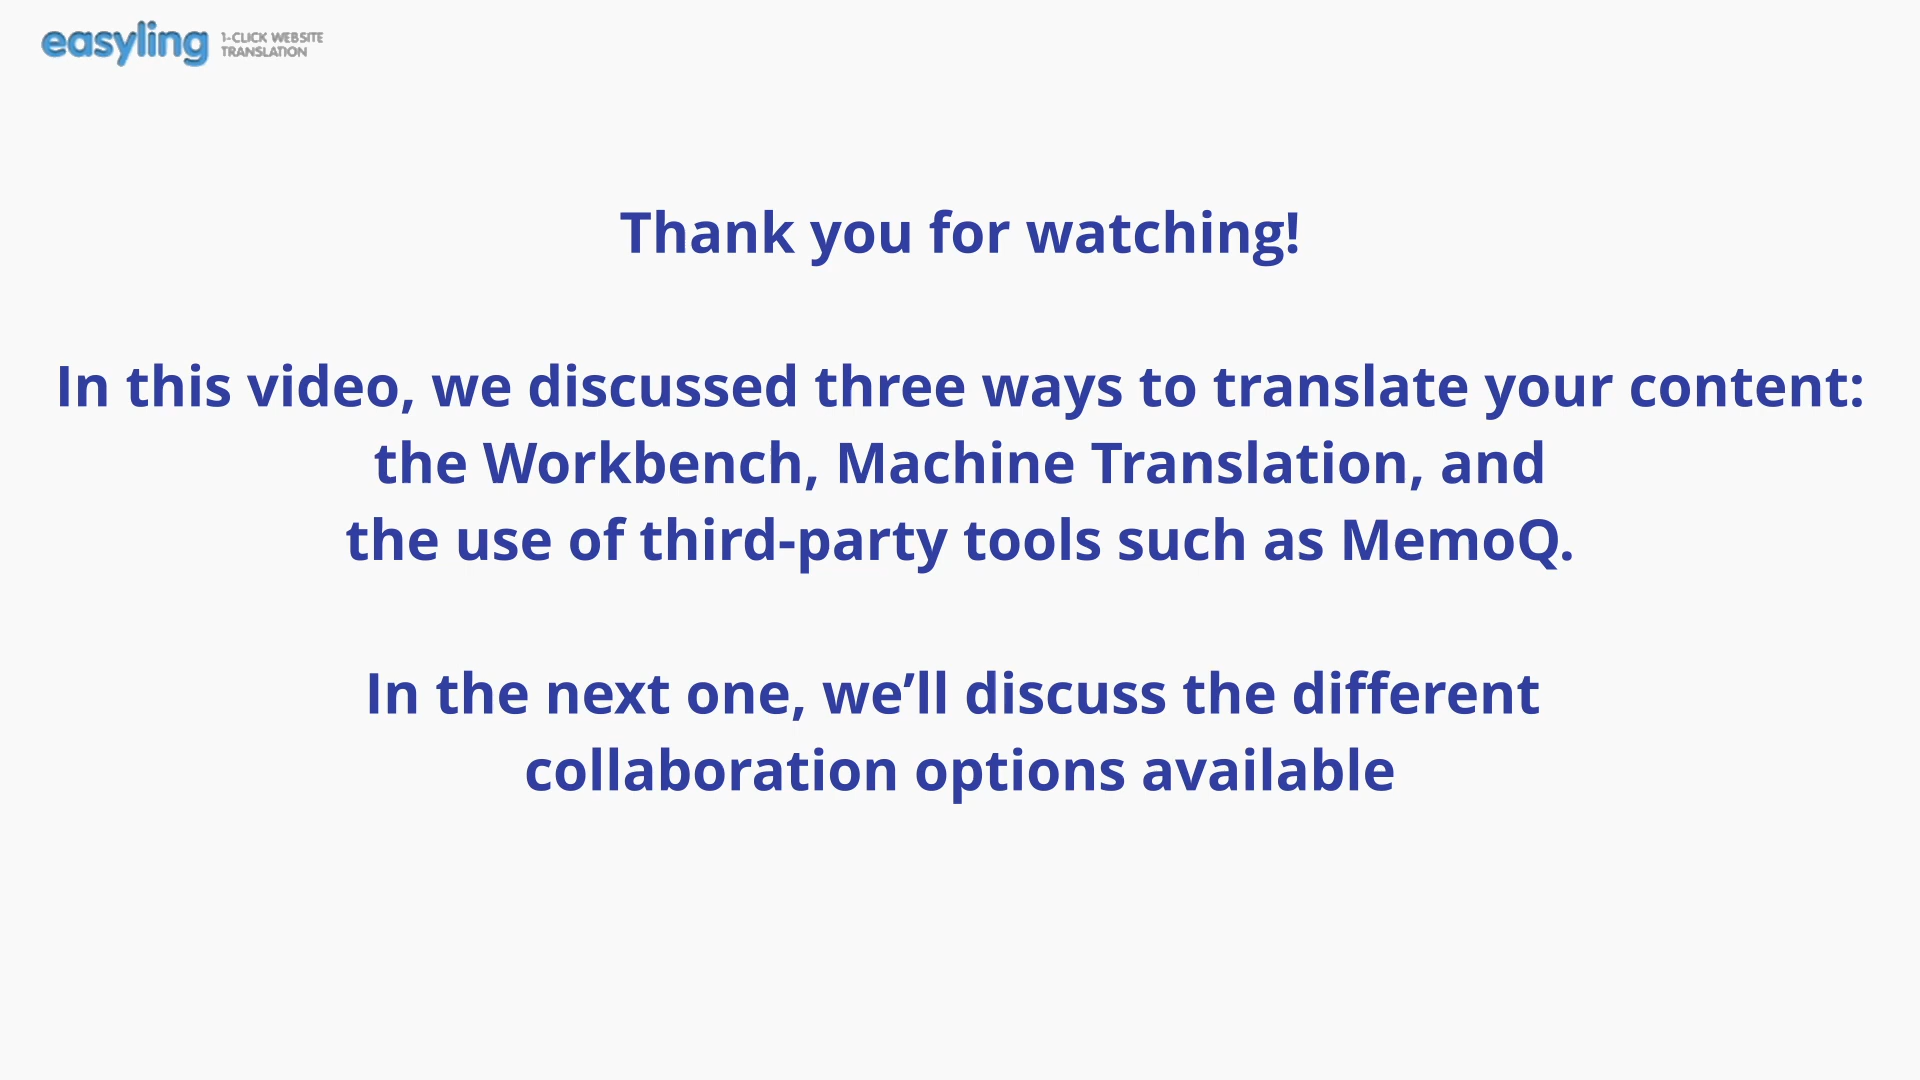 easyling
1-CLICK WEBSITE
TRANSLATION
Thank you for watching!
In this video, we discussed three ways to translate your content:
the Workbench, Machine Translation, and
the use of third-party tools such as MemoQ.
In the next one, we’ll discuss the different
collaboration options available